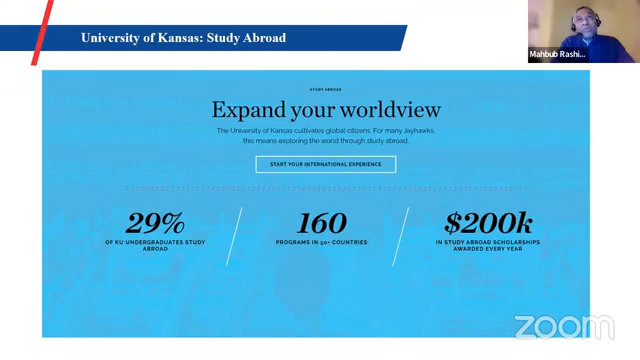 University of Kansas: Study Abroad
Mahbub Rashi...
STUDY ABROAD
Expand your worldview
The University of Kansas cultivates global citizens. For many Jayhawks,
this means exploring the world through study abroad.
START YOUR INTERNATIONAL EXPERIENCE
29%
OF KU UNDERGRADUATES STUDY
ABROAD
160
PROGRAMS IN 50+ COUNTRIES
$200k
IN STUDY ABROAD SCHOLARSHIPS
AWARDED EVERY YEAR
zoom